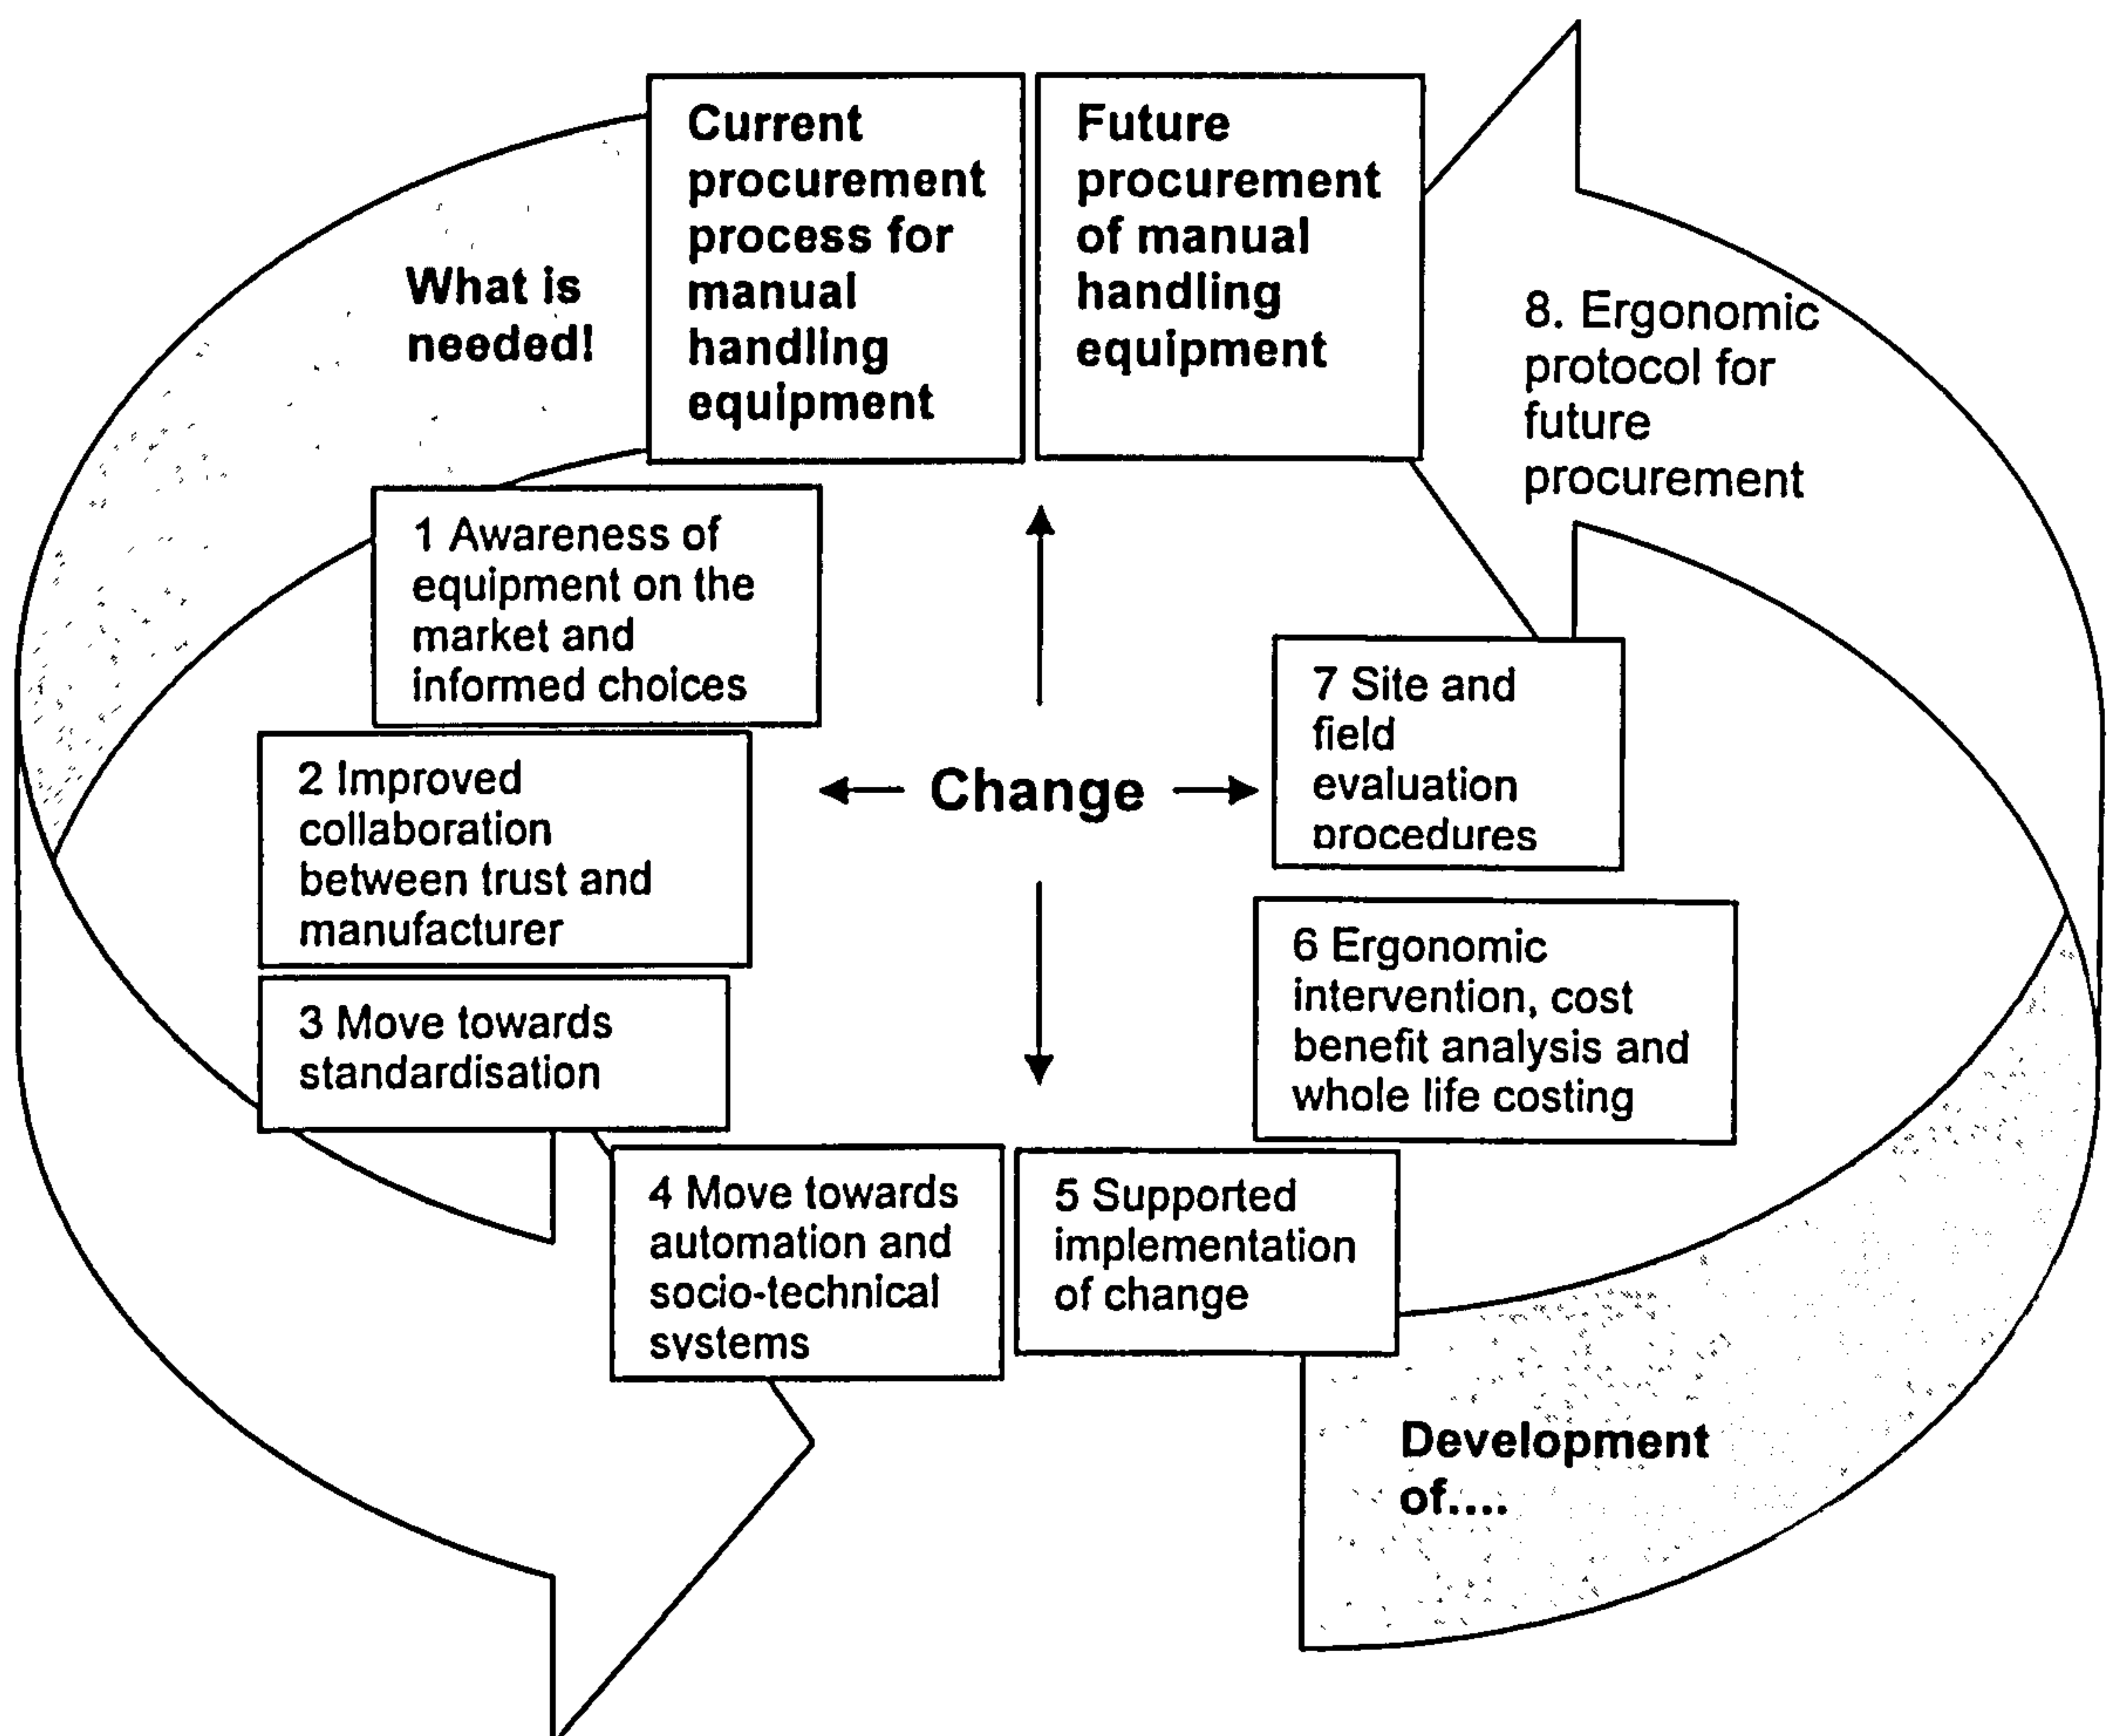 Current
procurement
process for
manual
handling
equipment
Future
procurement
of manual
handling
equipment
What is
needed!
8. Ergonomic
protocol for
future
procurement
1 Awareness of
equipment on the
market and
informed choices
2 Improved
collaboration
between trust and
manufacturer
3 Move towards
standardisation
Change
7 Site and
field
evaluation
procedures
6 Ergonomic
intervention, cost
benefit analysis and
whole life costing
4 Move towards
automation and
socio-technical
systems
5 Supported
implementation
of change
Development
of....